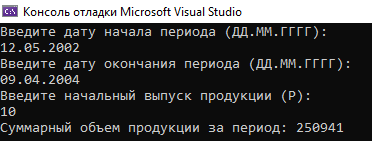 Консоль отладки Microsoft Visual Studio
Введите дату начала периода (ДД.ММ.ГГГГ):
12.05.2002
Введите дату окончания периода (ДД.ММ.ГГГГ):
09.04.2004
Введите начальный выпуск продукции (P):
10
Суммарный объем продукции за период: 250941